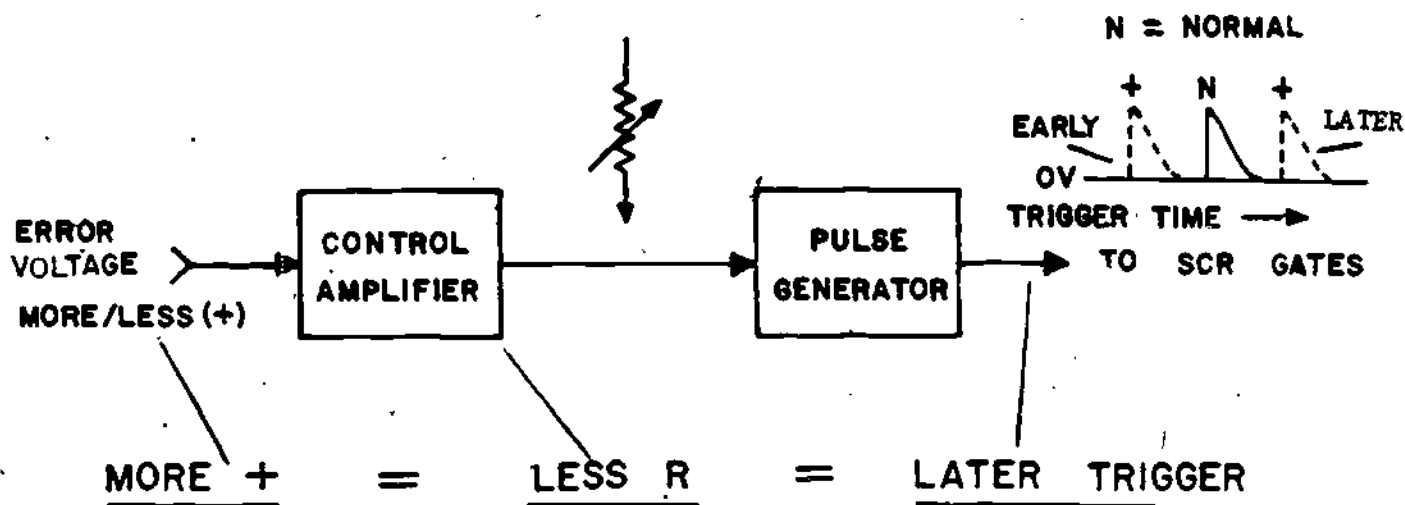 N = NORMAL
+ N +
EARLY
LATER
OV
TRIGGER TIME
TO SCR GATES
ERROR
VOLTAGE
MORE/LESS (+)
CONTROL
AMPLIFIER
PULSE
GENERATOR
MORE + = LESS R = LATER TRIGGER